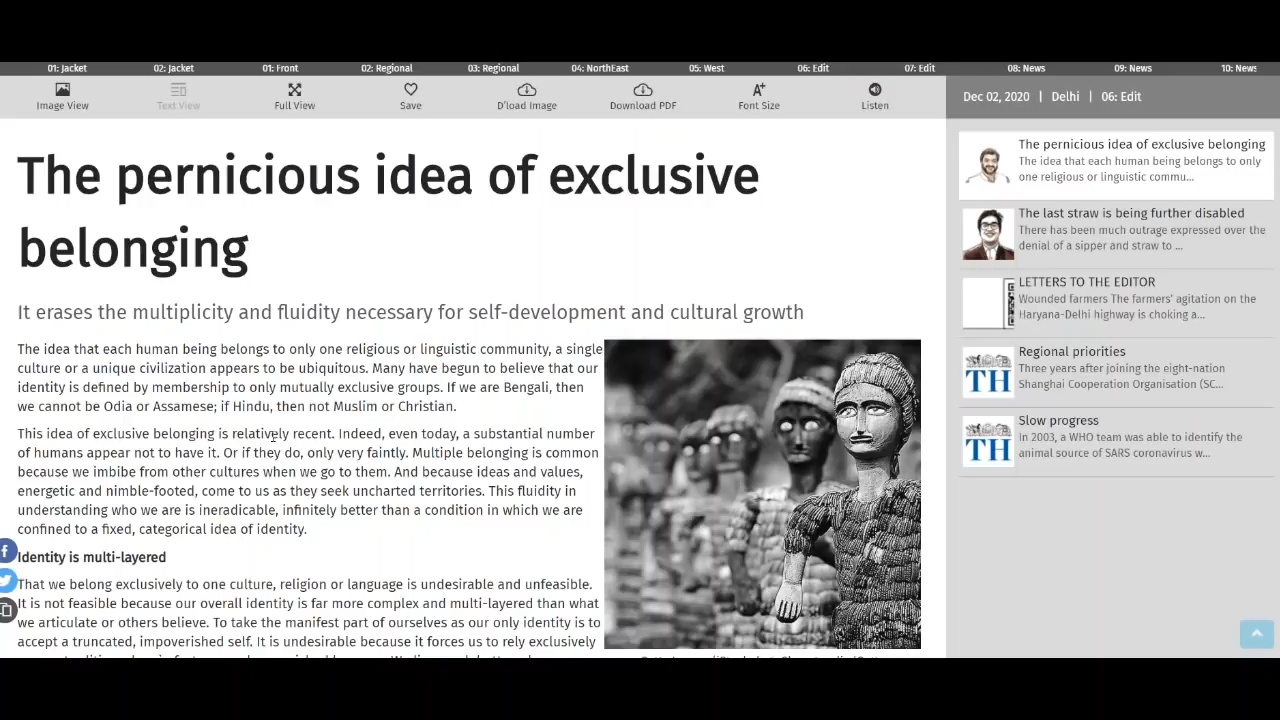 01: Jacket
02: Jacket
01: Front
02: Regional
03: Regional
04: NorthEast
05: West
06: Edit
07: Edit
08: News
09: News
10: News
Image View
Text View
Full View
Save
D'load Image
Download PDF
Font Size
Listen
Dec 02, 2020 | Delhi | 06: Edit
The pernicious idea of exclusive
belonging
It erases the multiplicity and fluidity necessary for self-development and cultural growth
The idea that each human being belongs to only one religious or linguistic community, a single
culture or a unique civilization appears to be ubiquitous. Many have begun to believe that our
identity is defined by membership to only mutually exclusive groups. If we are Bengali, then
we cannot be Odia or Assamese; if Hindu, then not Muslim or Christian.
This idea of exclusive belonging is relatively recent. Indeed, even today, a substantial number
of humans appear not to have it. Or if they do, only very faintly. Multiple belonging is common
because we imbibe from other cultures when we go to them. And because ideas and values,
energetic and nimble-footed, come to us as they seek uncharted territories. This fluidity in
understanding who we are is ineradicable, infinitely better than a condition in which we are
confined to a fixed, categorical idea of identity.
Identity is multi-layered
That we belong exclusively to one culture, religion or language is undesirable and unfeasible.
It is not feasible because our overall identity is far more complex and multi-layered than what
we articulate or others believe. To take the manifest part of ourselves as our only identity is to
accept a truncated, impoverished self. It is undesirable because it forces us to rely exclusively
The pernicious idea of exclusive belonging
The idea that each human being belongs to only
one religious or linguistic commu...
The last straw is being further disabled
There has been much outrage expressed over the
denial of a sipper and straw to ...
LETTERS TO THE EDITOR
Wounded farmers The farmers' agitation on the
Haryana-Delhi highway is choking a...
TH
Regional priorities
Three years after joining the eight-nation
Shanghai Cooperation Organisation (SC...
TH
Slow progress
In 2003, a WHO team was able to identify the
animal source of SARS coronavirus w...